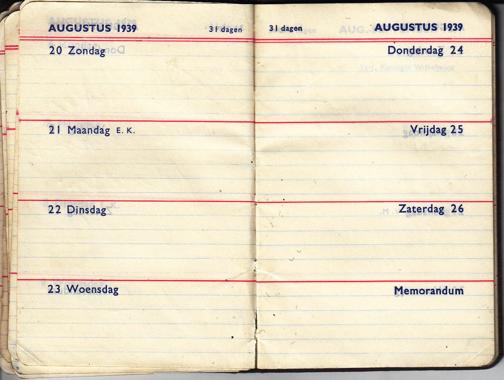 AUGUSTUS 1939 31 dagen
20 Zondag
21 Maandag E. K.
22 Dinsdag
23 Woensdag
31 dagen AUGUSTUS 1939
Donderdag 24
Vrijdag 25
Zaterdag 26
Memorandum